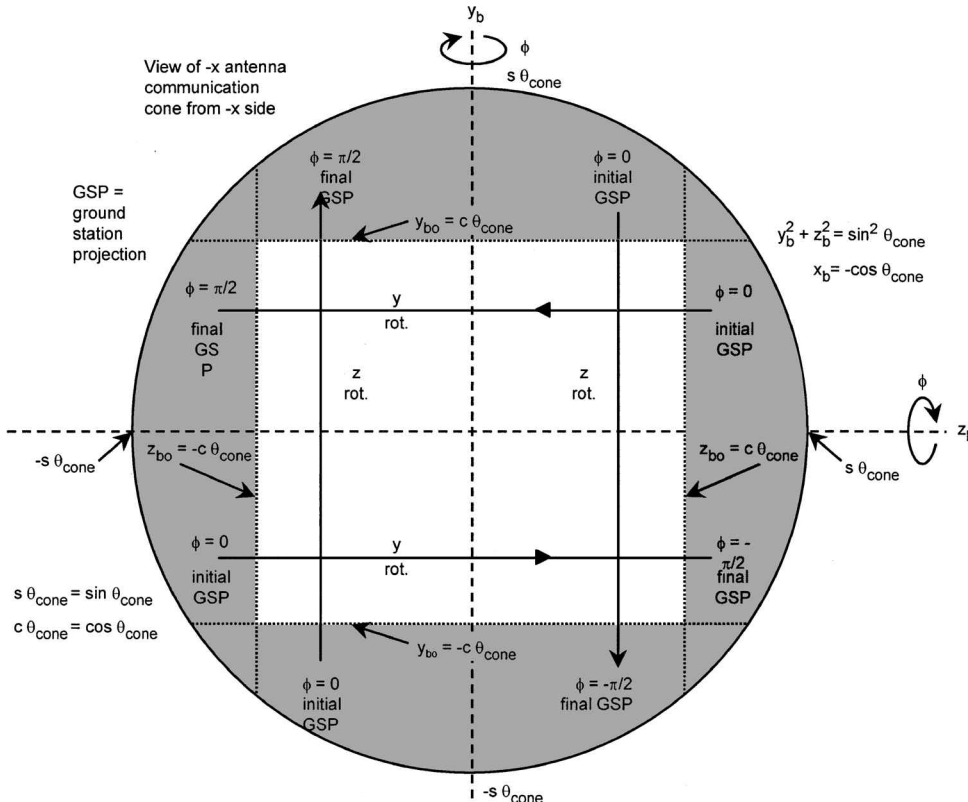 y_b
ϕ
s θ_cone
View of -x antenna
communication
cone from -x side
ϕ = π/2
final
GSP
ϕ = 0
initial
GSP
GSP =
ground
station
projection
y_bo = c θ_cone
y_b^2 + z_b^2 = sin^2 θ_cone
x_b = -cos θ_cone
ϕ = π/2
final
GS
P
y
rot.
ϕ = 0
initial
GSP
z
rot.
z
rot.
ϕ
z_b
-s θ_cone
z_bo = -c θ_cone
z_bo = c θ_cone
s θ_cone
ϕ = 0
initial
GSP
y
rot.
ϕ = -
π/2
final
GSP
s θ_cone = sin θ_cone
c θ_cone = cos θ_cone
y_bo = -c θ_cone
ϕ = 0
initial
GSP
ϕ = -π/2
final GSP
-s θ_cone